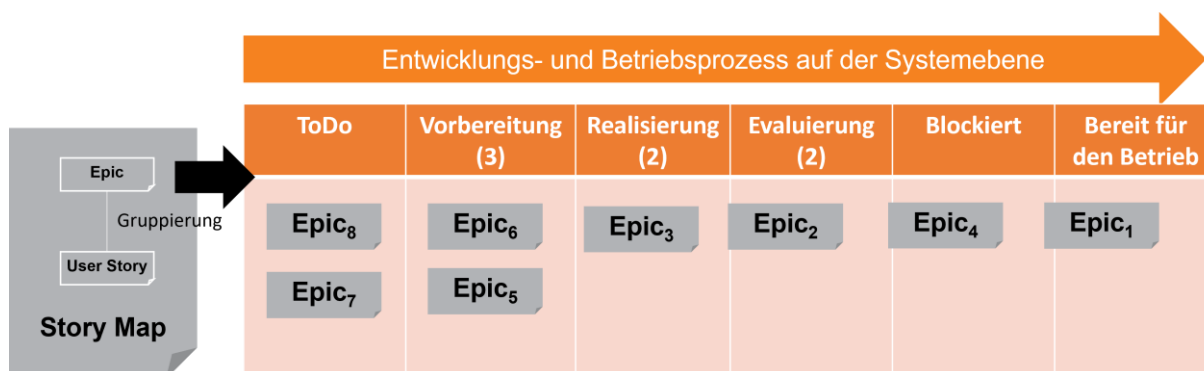 Entwicklungs- und Betriebsprozess auf der Systemebene
ToDo
Vorbereitung
(3)
Realisierung
(2)
Evaluierung
(2)
Blockiert
Bereit für
den Betrieb
Epic
Gruppierung
User Story
Story Map
Epic₈
Epic₆
Epic₃
Epic₂
Epic₄
Epic₁
Epic₇
Epic₅